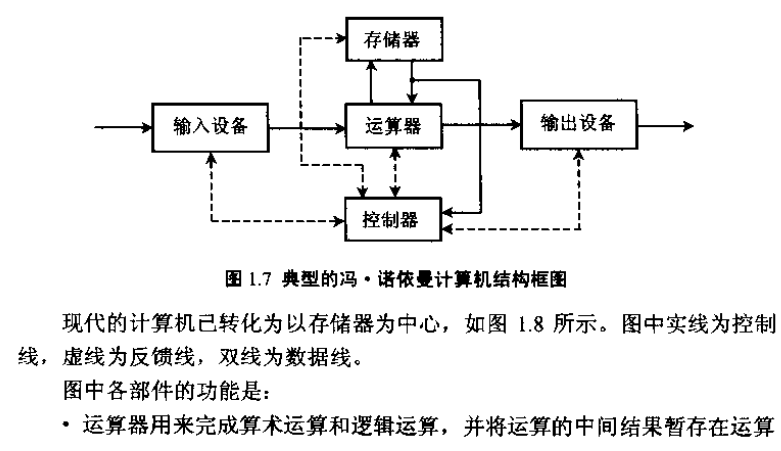 存储器
输入设备
运算器
输出设备
控制器
图 1.7 典型的冯·诺依曼计算机结构框图
现代的计算机已转化为以存储器为中心，如图 1.8 所示。图中实线为控制
线，虚线为反馈线，双线为数据线。
图中各部件的功能是：
· 运算器用来完成算术运算和逻辑运算，并将运算的中间结果暂存在运算